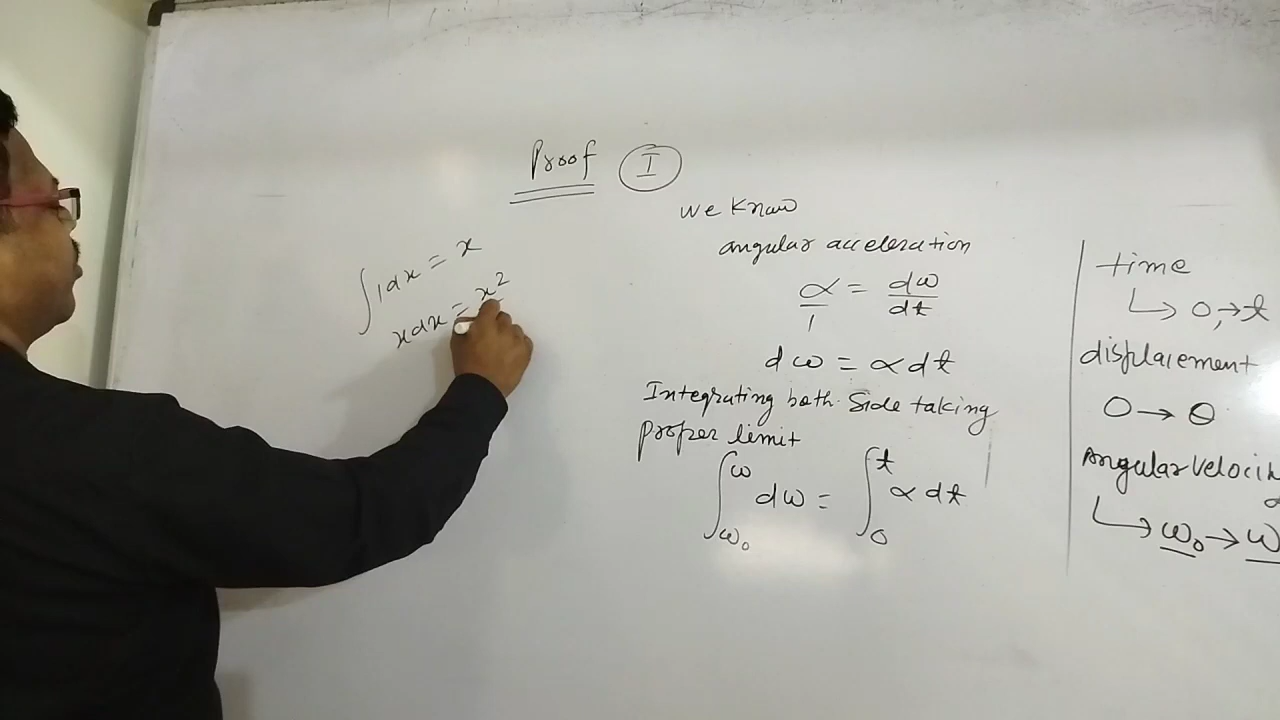 Proof I
we know
angular acceleration
α = dω/dt
1
dω = α dt
Integrating both Side taking
proper limit
∫ω₀^ω dω = ∫0^t α dt
∫1dx = x
xdx = x²
time
↳ 0,→t
displacement
0 → θ
Angular velocit
↳ ω₀ → ω